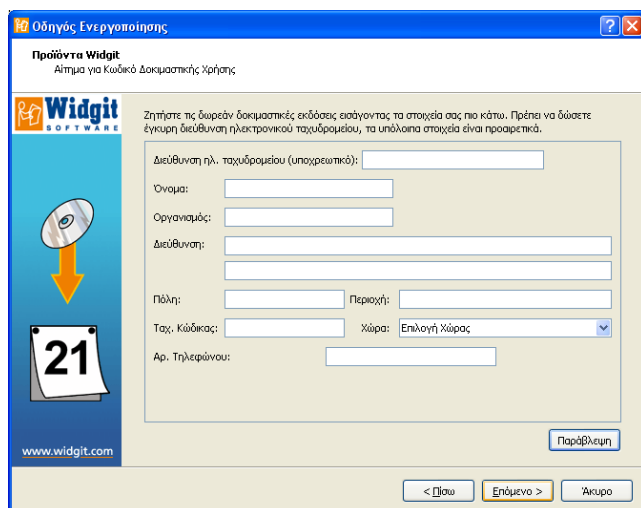 Οδηγός Ενεργοποίησης
Προϊόντα Widgit
Αίτημα για Κωδικό Δοκιμαστικής Χρήσης
Widgit
SOFTWARE
Ζητήστε τις δωρεάν δοκιμαστικές εκδόσεις εισάγοντας τα στοιχεία σας πιο κάτω. Πρέπει να δώσετε
έγκυρη διεύθυνση ηλεκτρονικού ταχυδρομείου, τα υπόλοιπα στοιχεία είναι προαιρετικά.
Διεύθυνση ηλ. ταχυδρομείου (υποχρεωτικό):
Όνομα:
Οργανισμός:
Διεύθυνση:
Πόλη: Περιοχή:
Ταχ. Κώδικας: Χώρα: Επιλογή Χώρας
Αρ. Τηλεφώνου:
21
Παράβλεψη
www.widgit.com
< Πίσω Επόμενο > Άκυρο